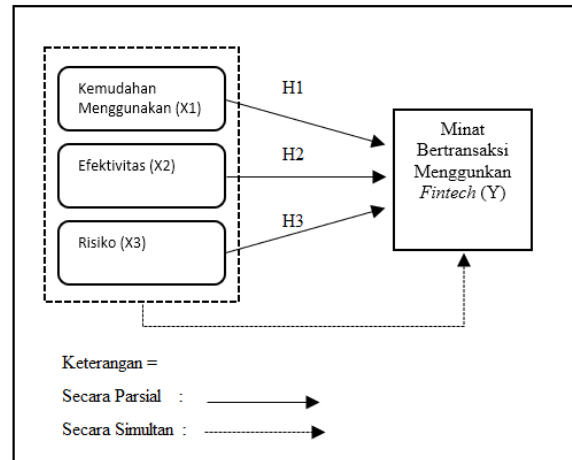 Kemudahan
Menggunakan (X1)
H1
Efektivitas (X2)
H2
Risiko (X3)
H3
Minat
Bertransaksi
Menggunkan
Fintech (Y)
Keterangan =
Secara Parsial :
Secara Simultan :